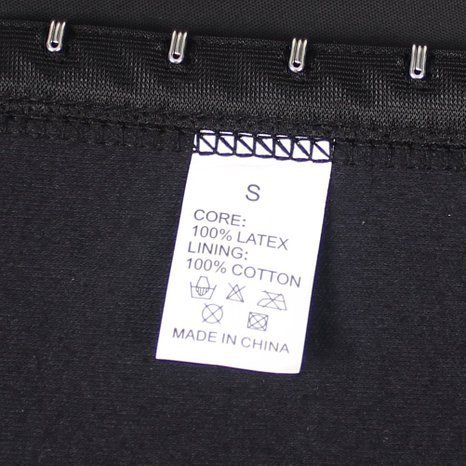 S
CORE:
100% LATEX
LINING:
100% COTTON
MADE IN CHINA